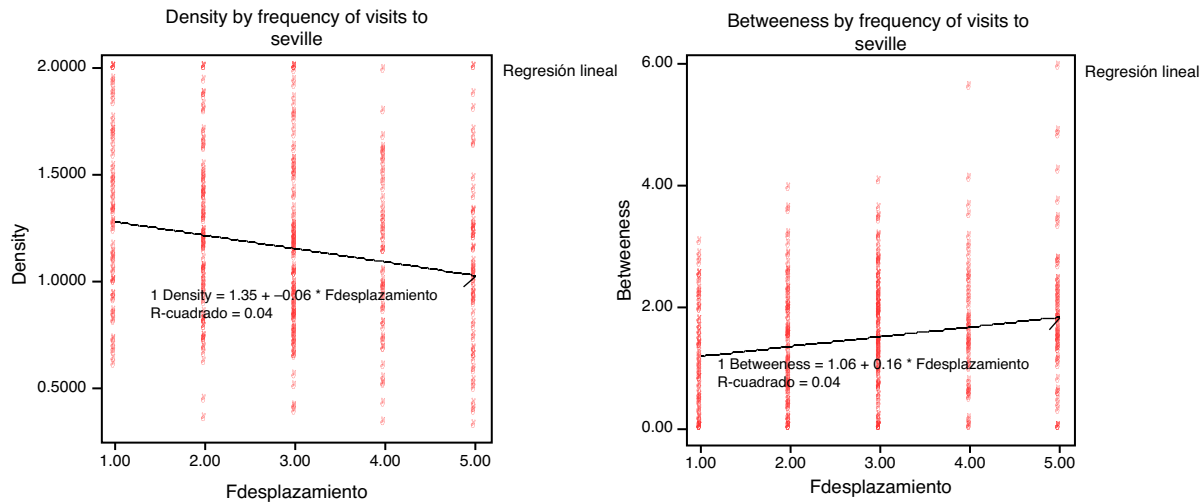 Density by frequency of visits to
seville
2.0000
1.5000
1.0000
0.5000
Density
Regresión lineal
1 Density = 1.35 + –0.06 * Fdesplazamiento
R-cuadrado = 0.04
1.00 2.00 3.00 4.00 5.00
Fdesplazamiento
Betweeness by frequency of visits to
seville
6.00
4.00
2.00
0.00
Betweeness
Regresión lineal
1 Betweeness = 1.06 + 0.16 * Fdesplazamiento
R-cuadrado = 0.04
1.00 2.00 3.00 4.00 5.00
Fdesplazamiento